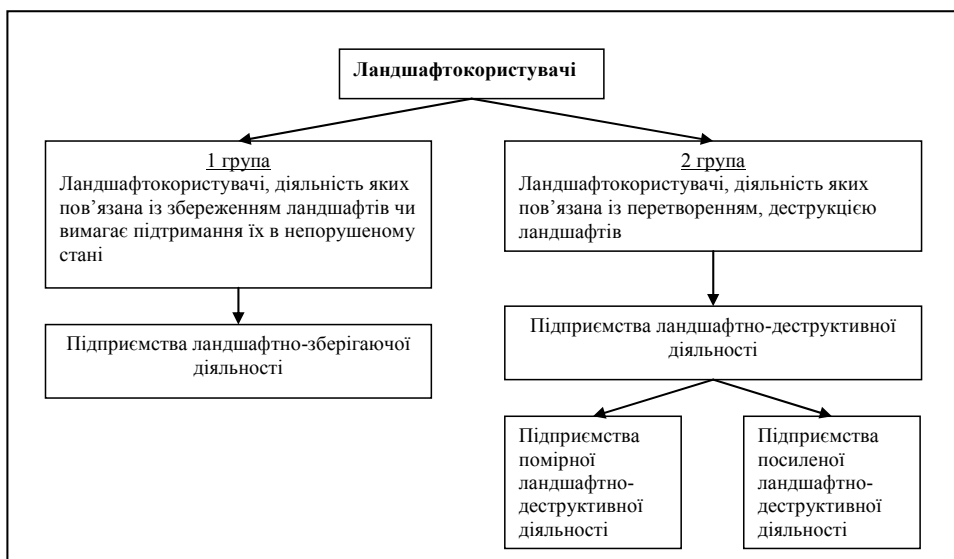 Ландшафтокористувачі
1 група
Ландшафтокористувачі, діяльність яких
пов’язана із збереженням ландшафтів чи
вимагає підтримання їх в непорушеному
стані
2 група
Ландшафтокористувачі, діяльність яких
пов’язана із перетворенням, деструкцією
ландшафтів
Підприємства ландшафтно-зберігаючої
діяльності
Підприємства ландшафтно-деструктивної
діяльності
Підприємства
помірної
ландшафтно-
деструктивної
діяльності
Підприємства
посиленої
ландшафтно-
деструктивної
діяльності